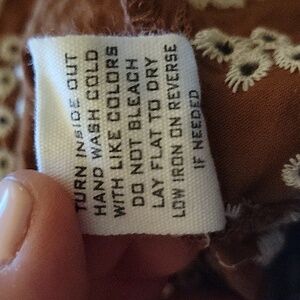 TURN INSIDE OUT
HAND WASH COLD
WITH LIKE COLORS
DO NOT BLEACH
LAY FLAT TO DRY
LOW IRON ON REVERSE
IF NEEDED